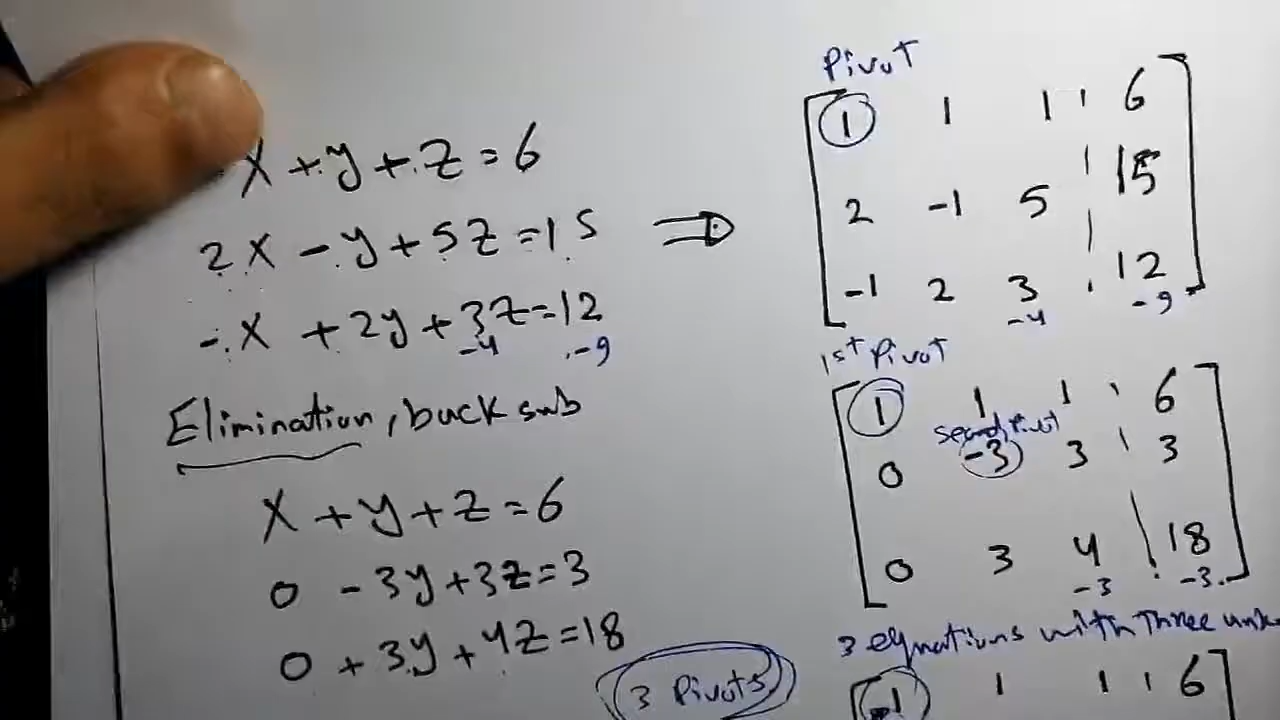 x + y + z = 6
2x - y + 5z = 15
-x + 2y + 3z = 12
-4 -9
Elimination, buck sub
x + y + z = 6
0 - 3y + 3z = 3
0 + 3y + 4z = 18
3 Pivots
Pivot
1 1 1 6
2 -1 5 15
-1 2 3 12
-4 -9
1st Pivot
1 1 1 6
second Pivot
0 -3 3 3
0 3 4 18
-3 -3
3 equations with Three
1 1 1 6